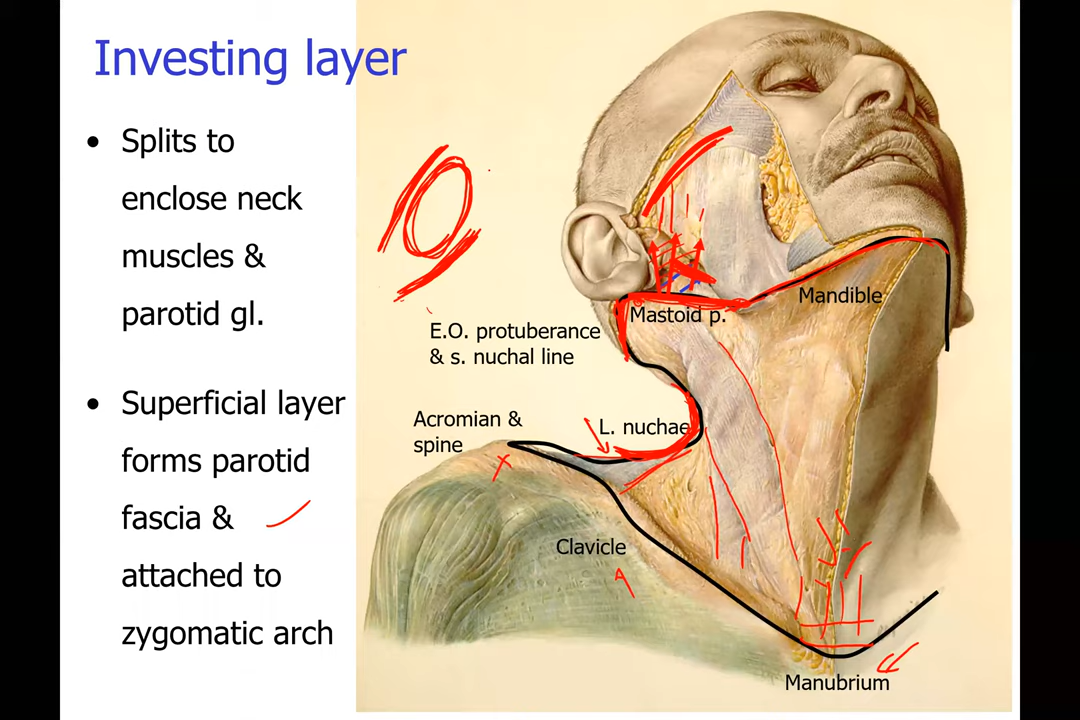 Investing layer
• Splits to
enclose neck
muscles &
parotid gl.
• Superficial layer
forms parotid
fascia &
attached to
zygomatic arch
Mandible
Mastoid p.
E.O. protuberance
& s. nuchal line
Acromian &
spine
L. nuchae
Clavicle
Manubrium